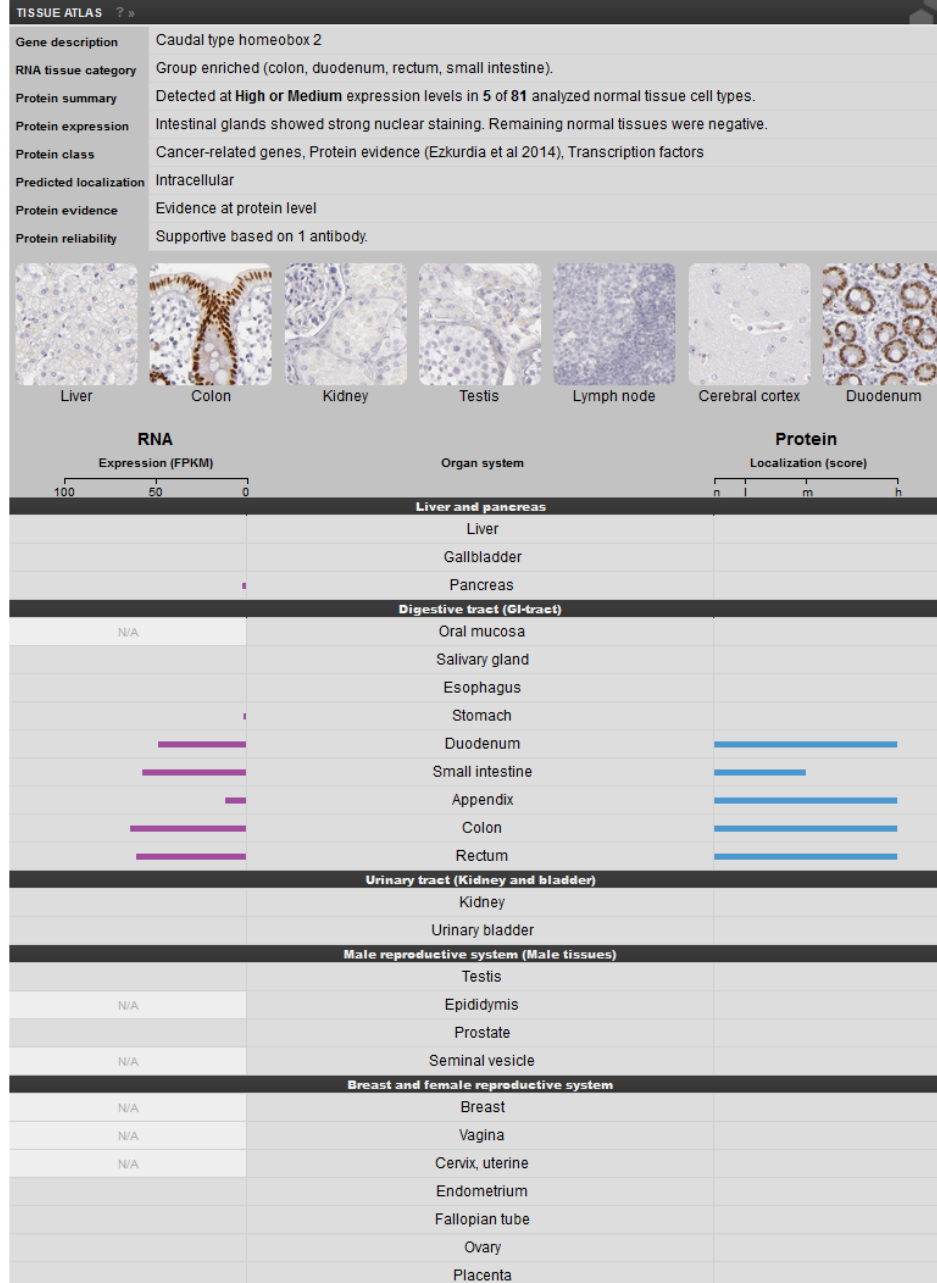 TISSUE ATLAS ? »
Gene description Caudal type homeobox 2
RNA tissue category Group enriched (colon, duodenum, rectum, small intestine).
Protein summary Detected at High or Medium expression levels in 5 of 81 analyzed normal tissue cell types.
Protein expression Intestinal glands showed strong nuclear staining. Remaining normal tissues were negative.
Protein class Cancer-related genes, Protein evidence (Ezkurdia et al 2014), Transcription factors
Predicted localization Intracellular
Protein evidence Evidence at protein level
Protein reliability Supportive based on 1 antibody.
Liver Colon Kidney Testis Lymph node Cerebral cortex Duodenum
RNA Protein
Expression (FPKM) Organ system Localization (score)
100 50 0 n l m h
Liver and pancreas
Liver
Gallbladder
Pancreas
Digestive tract (GI-tract)
N/A Oral mucosa
Salivary gland
Esophagus
Stomach
Duodenum
Small intestine
Appendix
Colon
Rectum
Urinary tract (Kidney and bladder)
Kidney
Urinary bladder
Male reproductive system (Male tissues)
Testis
N/A Epididymis
Prostate
N/A Seminal vesicle
Breast and female reproductive system
N/A Breast
N/A Vagina
N/A Cervix, uterine
Endometrium
Fallopian tube
Ovary
Placenta